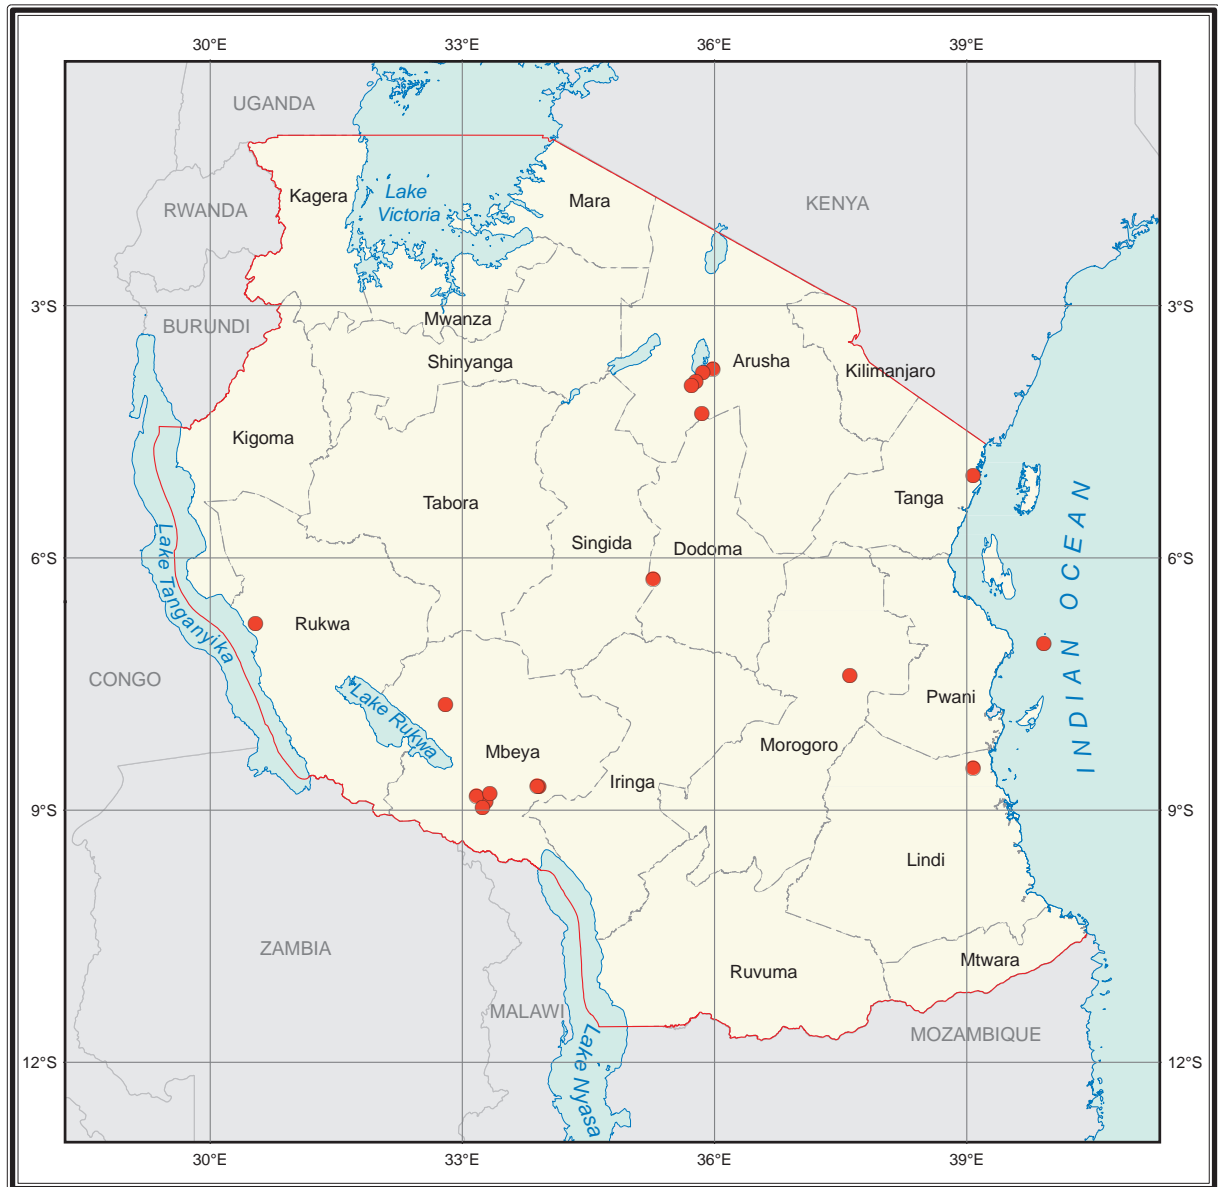 30°E 33°E 36°E 39°E
UGANDA
Kagera
Lake
Victoria
Mara
RWANDA
KENYA
3°S 3°S
BURUNDI
Mwanza
Shinyanga
Arusha
Kilimanjaro
Kigoma
Tabora
Tanga
Singida
Dodoma
6°S 6°S
Lake Tanganyika
INDIAN OCEAN
Rukwa
CONGO
Lake Rukwa
Pwani
Mbeya
Morogoro
Iringa
9°S 9°S
Lindi
ZAMBIA
Mtwara
Ruvuma
MALAWI
MOZAMBIQUE
12°S 12°S
Lake Nyasa
30°E 33°E 36°E 39°E